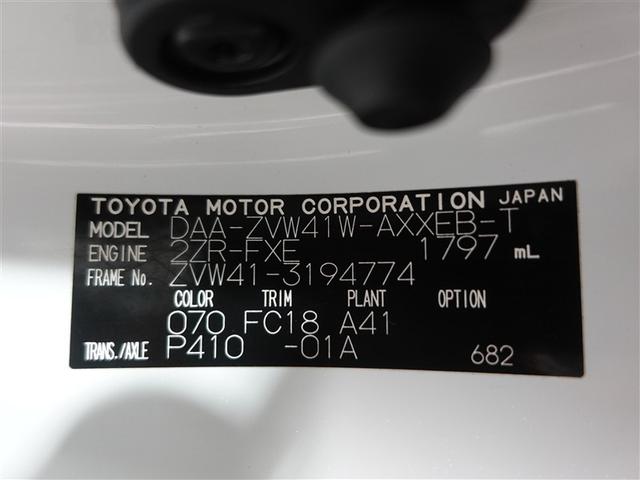 TOYOTA MOTOR CORPORATION JAPAN
MODEL DAA-ZVW41W-AXXEB-T
ENGINE 2ZR-FXE 1797 mL
FRAME No. ZVW41-3194774
COLOR TRIM PLANT OPTION
070 FC18 A41
TRANS./AXLE P410 -01A 682